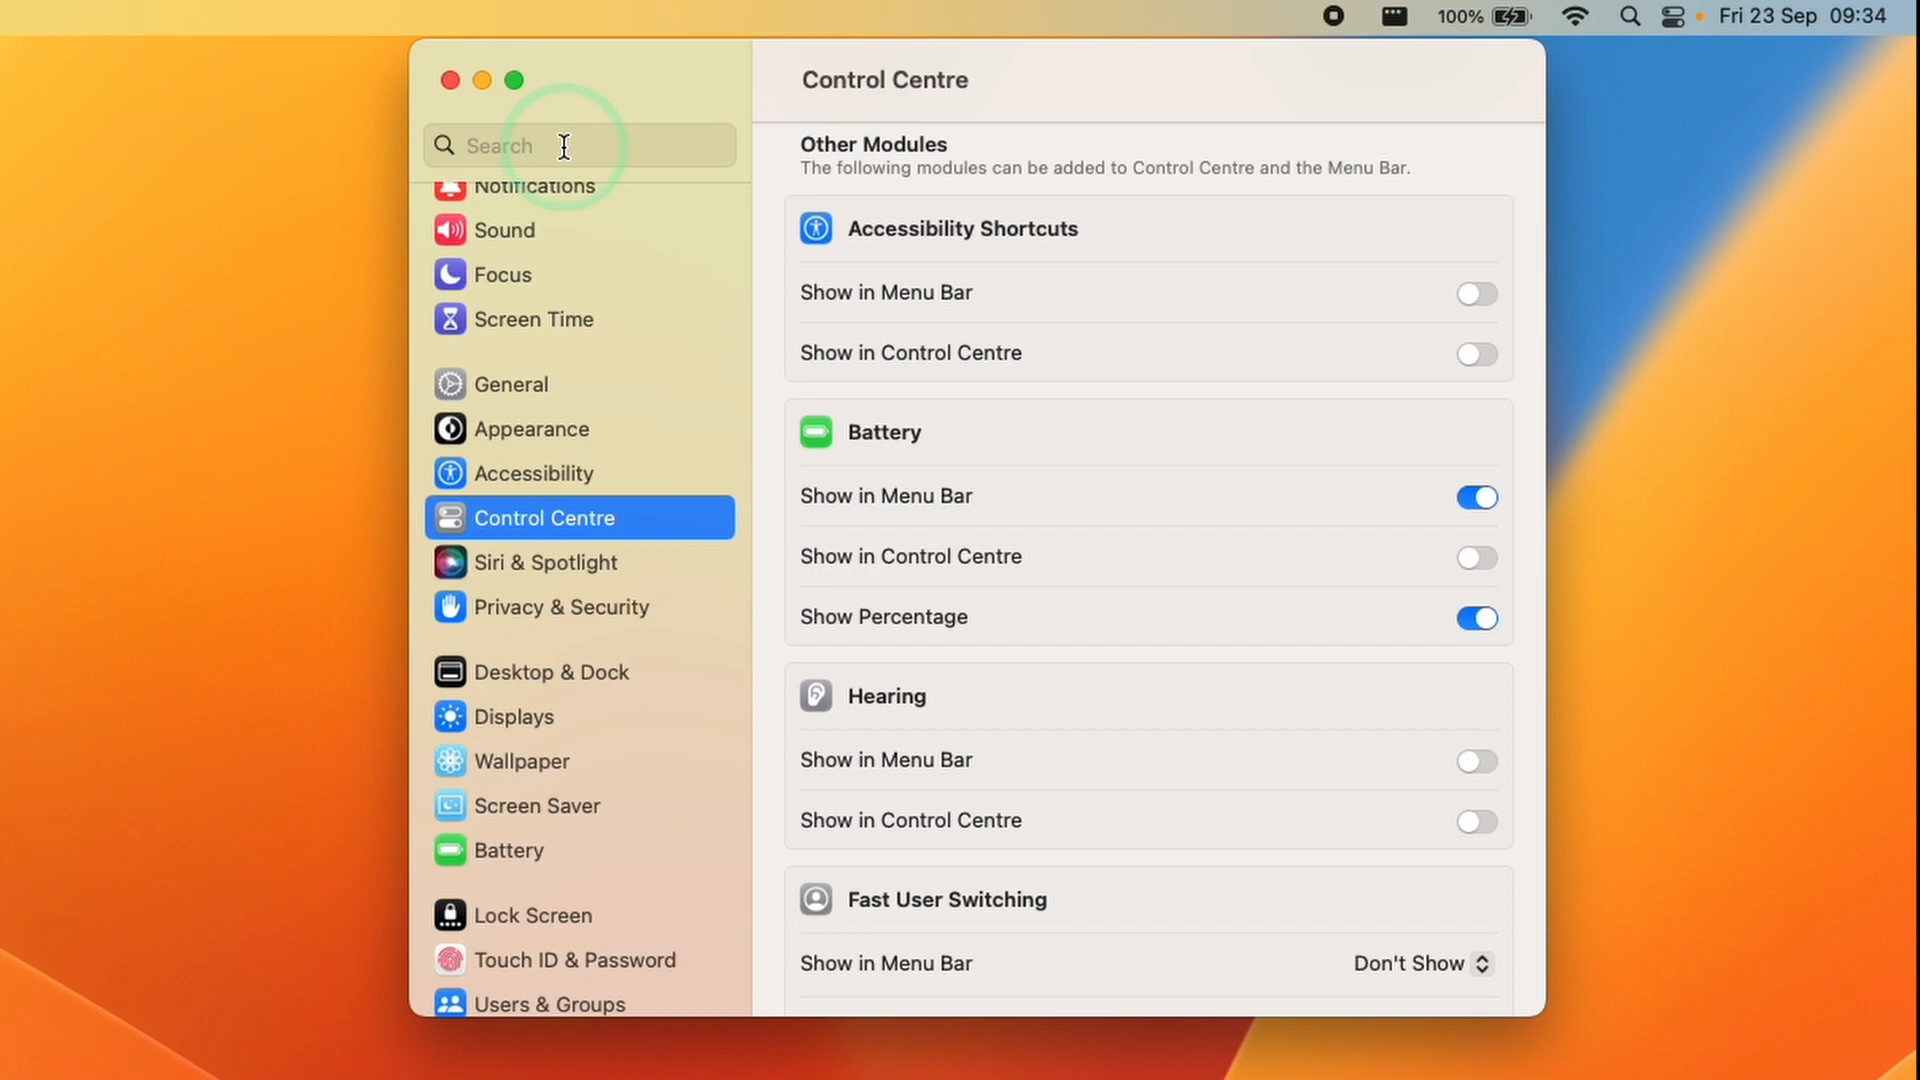 100%
Fri 23 Sep 09:34
Search
Notifications
Sound
Focus
Screen Time
General
Appearance
Accessibility
Control Centre
Siri & Spotlight
Privacy & Security
Desktop & Dock
Displays
Wallpaper
Screen Saver
Battery
Lock Screen
Touch ID & Password
Users & Groups
Control Centre
Other Modules
The following modules can be added to Control Centre and the Menu Bar.
Accessibility Shortcuts
Show in Menu Bar
Show in Control Centre
Battery
Show in Menu Bar
Show in Control Centre
Show Percentage
Hearing
Show in Menu Bar
Show in Control Centre
Fast User Switching
Show in Menu Bar Don't Show